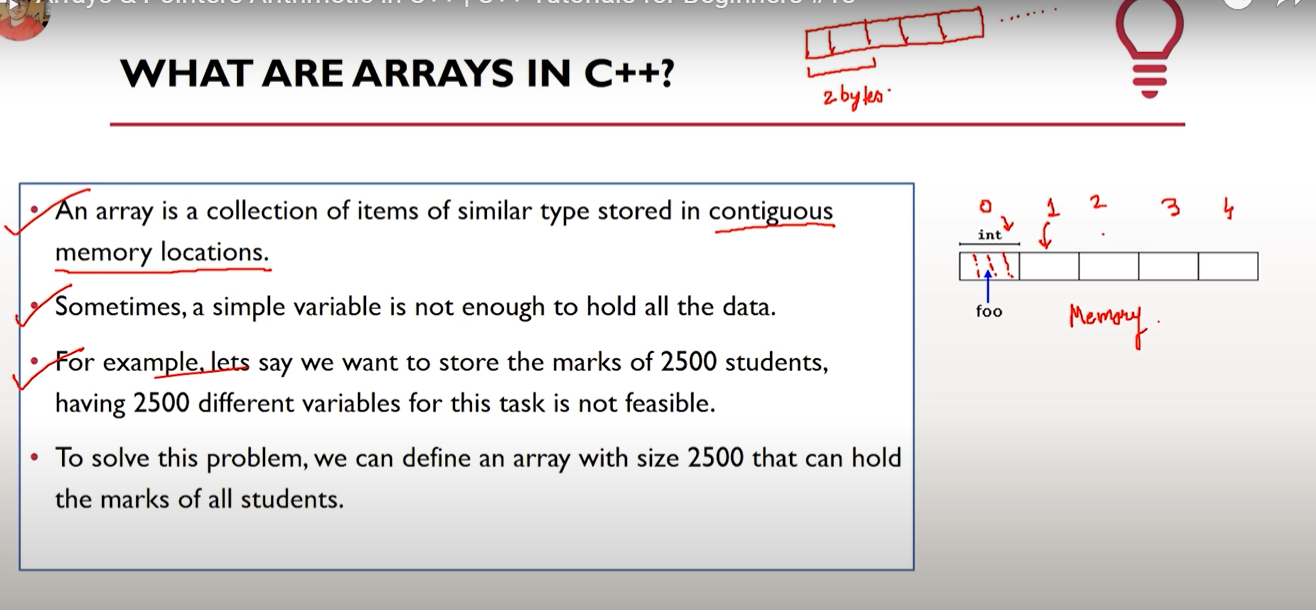 Arrays & Pointers Arithmetic in C++ | C++ Tutorials for Beginners #13
WHAT ARE ARRAYS IN C++?
2 bytes
• An array is a collection of items of similar type stored in contiguous
memory locations.
• Sometimes, a simple variable is not enough to hold all the data.
• For example, lets say we want to store the marks of 2500 students,
having 2500 different variables for this task is not feasible.
• To solve this problem, we can define an array with size 2500 that can hold
the marks of all students.
0 1 2 3 4
int
foo
Memory.